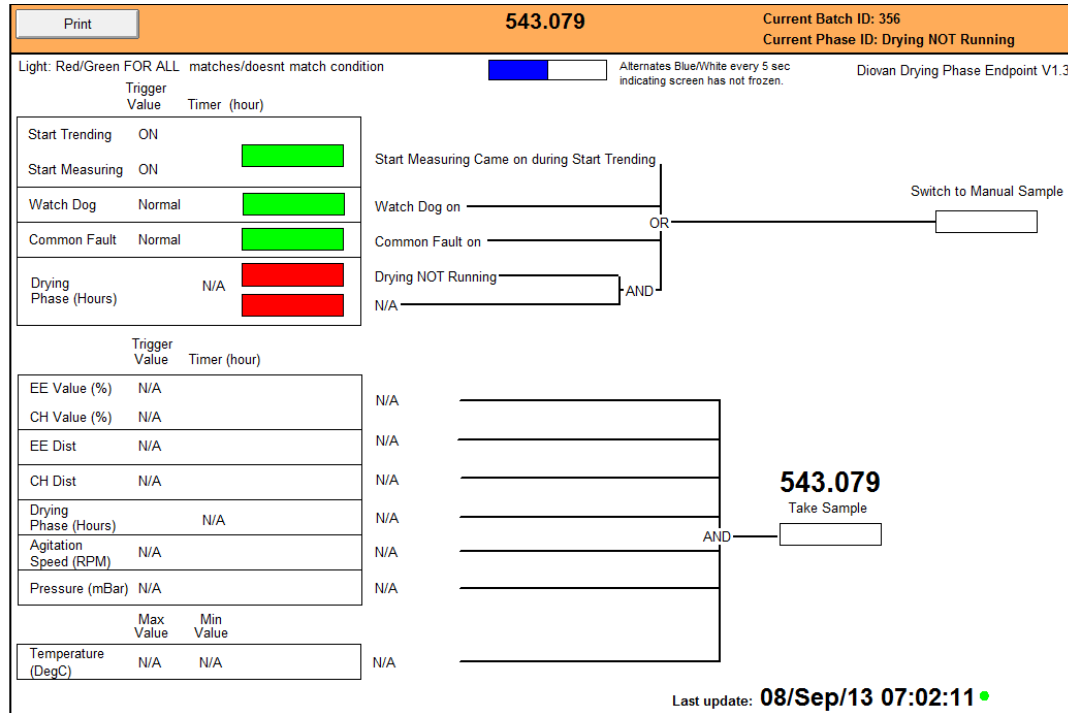 Print
543.079
Current Batch ID: 356
Current Phase ID: Drying NOT Running
Light: Red/Green FOR ALL matches/doesnt match condition
Alternates Blue/White every 5 sec
indicating screen has not frozen.
Diovan Drying Phase Endpoint V1.3
Trigger
Value Timer (hour)
Start Trending ON
Start Measuring ON
Watch Dog Normal
Common Fault Normal
Drying
Phase (Hours) N/A
Start Measuring Came on during Start Trending
Watch Dog on
Common Fault on
Drying NOT Running
N/A
AND
OR
Switch to Manual Sample
Trigger
Value Timer (hour)
EE Value (%) N/A
CH Value (%) N/A
N/A
EE Dist N/A
N/A
CH Dist N/A
N/A
Drying
Phase (Hours) N/A
N/A
Agitation
Speed (RPM) N/A
N/A
Pressure (mBar) N/A
N/A
Max
Value
Min
Value
Temperature
(DegC) N/A N/A
N/A
AND
543.079
Take Sample
Last update: 08/Sep/13 07:02:11